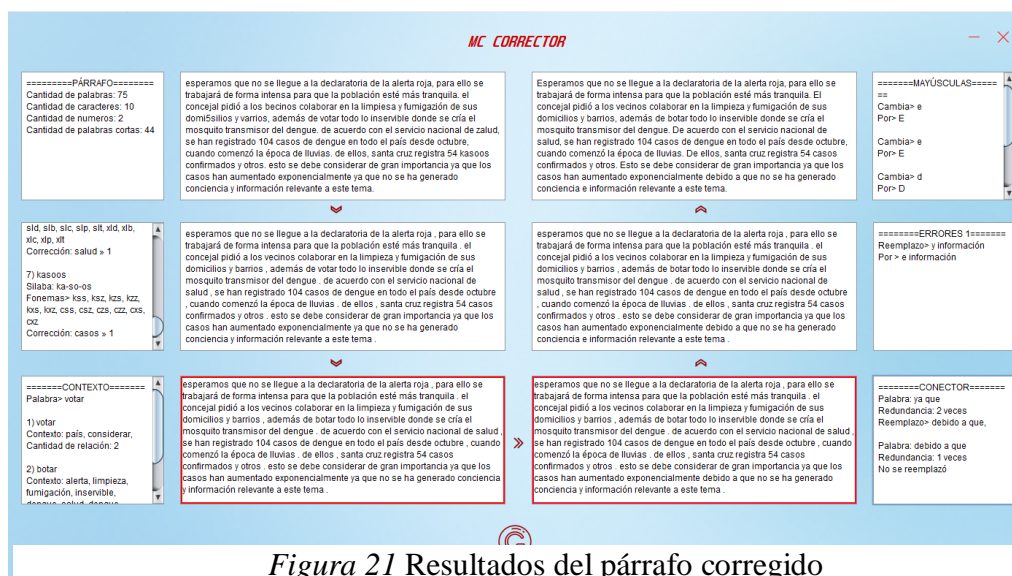 MC CORRECTOR
=========PÁRRAFO========
Cantidad de palabras: 75
Cantidad de caracteres: 10
Cantidad de numeros: 2
Cantidad de palabras cortas: 44
esperamos que no se llegue a la declaratoria de la alerta roja, para ello se
trabajará de forma intensa para que la población esté más tranquila. el
concejal pidió a los becinos colaborar en la limpiesa y fumigazión de sus
domi5silios y varrios, además de votar todo lo inservible donde se cría el
mosquito transmisor del dengue. de acuerdo con el servicio nacional de zalud,
se han registrado 104 casos de dengue en todo el país desde octubre,
cuando comenzó la época de lluvias. de ellos, santa cruz registra 54 kasoos
confirmados y otros. esto se debe considerar de gran importancia ya que los
casos han aumentado exponencialmente ya que no se ha generado
conciencia y información relevante a este tema.
Esperamos que no se llegue a la declaratoria de la alerta roja, para ello se
trabajará de forma intensa para que la población esté más tranquila. El
Concejal pidió a los vecinos colaborar en la limpieza y fumigación de sus
domicilios y barrios, además de botar todo lo inservible donde se cría el
mosquito transmisor del dengue. De acuerdo con el servicio nacional de
salud, se han registrado 104 casos de dengue en todo el país desde octubre,
cuando comenzó la época de lluvias. De ellos, Santa cruz registra 54 casos
confirmados y otros. Esto se debe considerar de gran importancia ya que los
casos han aumentado exponencialmente debido a que no se ha generado
conciencia e información relevante a este tema.
=======MAYÚSCULAS=====
==
Cambia> e
Por> E
Cambia> e
Por> E
Cambia> d
Por> D
sld, slb, slc, slp, slt, xld, xlb,
xlc, xlp, xlt
Corrección: salud » 1
7) kasoos
Silaba: ka-so-os
Fonemas> kss, ksz, kzs, kzz,
kxs, kxz, css, csz, czs, czz, cxs,
cxz
Corrección: casos » 1
esperamos que no se llegue a la declaratoria de la alerta roja , para ello se
trabajará de forma intensa para que la población esté más tranquila . el
concejal pidió a los vecinos colaborar en la limpieza y fumigación de sus
domicilios y barrios , además de votar todo lo inservible donde se cría el
mosquito transmisor del dengue . de acuerdo con el servicio nacional de
salud , se han registrado 104 casos de dengue en todo el país desde octubre
, cuando comenzó la época de lluvias . de ellos , santa cruz registra 54 casos
confirmados y otros . esto se debe considerar de gran importancia ya que los
casos han aumentado exponencialmente ya que no se ha generado
conciencia y información relevante a este tema .
esperamos que no se llegue a la declaratoria de la alerta roja , para ello se
trabajará de forma intensa para que la población esté más tranquila . el
concejal pidió a los vecinos colaborar en la limpieza y fumigación de sus
domicilios y barrios , además de botar todo lo inservible donde se cría el
mosquito transmisor del dengue . de acuerdo con el servicio nacional de
salud , se han registrado 104 casos de dengue en todo el país desde octubre
, cuando comenzó la época de lluvias . de ellos , santa cruz registra 54 casos
confirmados y otros . esto se debe considerar de gran importancia ya que los
casos han aumentado exponencialmente debido a que no se ha generado
conciencia e información relevante a este tema .
========ERRORES 1=======
Reemplazo> y información
Por > e información
=======CONTEXTO=======
Palabra> votar
1) votar
Contexto: país, considerar,
Cantidad de relación: 2
2) botar
Contexto: alerta, limpieza,
fumigación, inservible,
dengue, salud, dengue
esperamos que no se llegue a la declaratoria de la alerta roja , para ello se
trabajará de forma intensa para que la población esté más tranquila . el
concejal pidió a los vecinos colaborar en la limpieza y fumigación de sus
domicilios y barrios , además de botar todo lo inservible donde se cría el
mosquito transmisor del dengue . de acuerdo con el servicio nacional de salud ,
se han registrado 104 casos de dengue en todo el país desde octubre , cuando
comenzó la época de lluvias . de ellos , santa cruz registra 54 casos
confirmados y otros . esto se debe considerar de gran importancia ya que los
casos han aumentado exponencialmente ya que no se ha generado conciencia
y información relevante a este tema .
esperamos que no se llegue a la declaratoria de la alerta roja , para ello se
trabajará de forma intensa para que la población esté más tranquila . el
concejal pidió a los vecinos colaborar en la limpieza y fumigación de sus
domicilios y barrios , además de botar todo lo inservible donde se cría el
mosquito transmisor del dengue . de acuerdo con el servicio nacional de salud ,
se han registrado 104 casos de dengue en todo el país desde octubre , cuando
comenzó la época de lluvias . de ellos , santa cruz registra 54 casos
confirmados y otros . esto se debe considerar de gran importancia ya que los
casos han aumentado exponencialmente debido a que no se ha generado
conciencia y información relevante a este tema .
========CONECTOR=======
Palabra: ya que
Redundancia: 2 veces
Reemplazo> debido a que,
Palabra: debido a que
Redundancia: 1 veces
No se reemplazó
Figura 21 Resultados del párrafo corregido